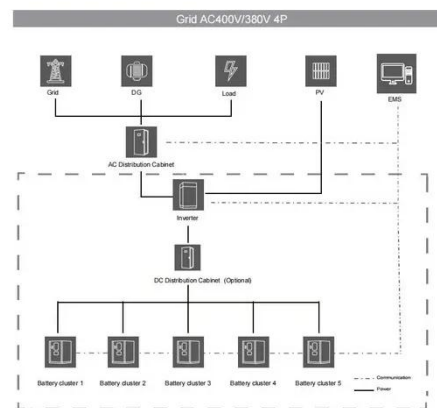 Grid AC400V/380V 4P
Grid
DG
Load
PV
EMS
AC Distribution Cabinet
Inverter
DC Distribution Cabinet (Optional)
Battery cluster 1
Battery cluster 2
Battery cluster 3
Battery cluster 4
Battery cluster 5
Communication
Power